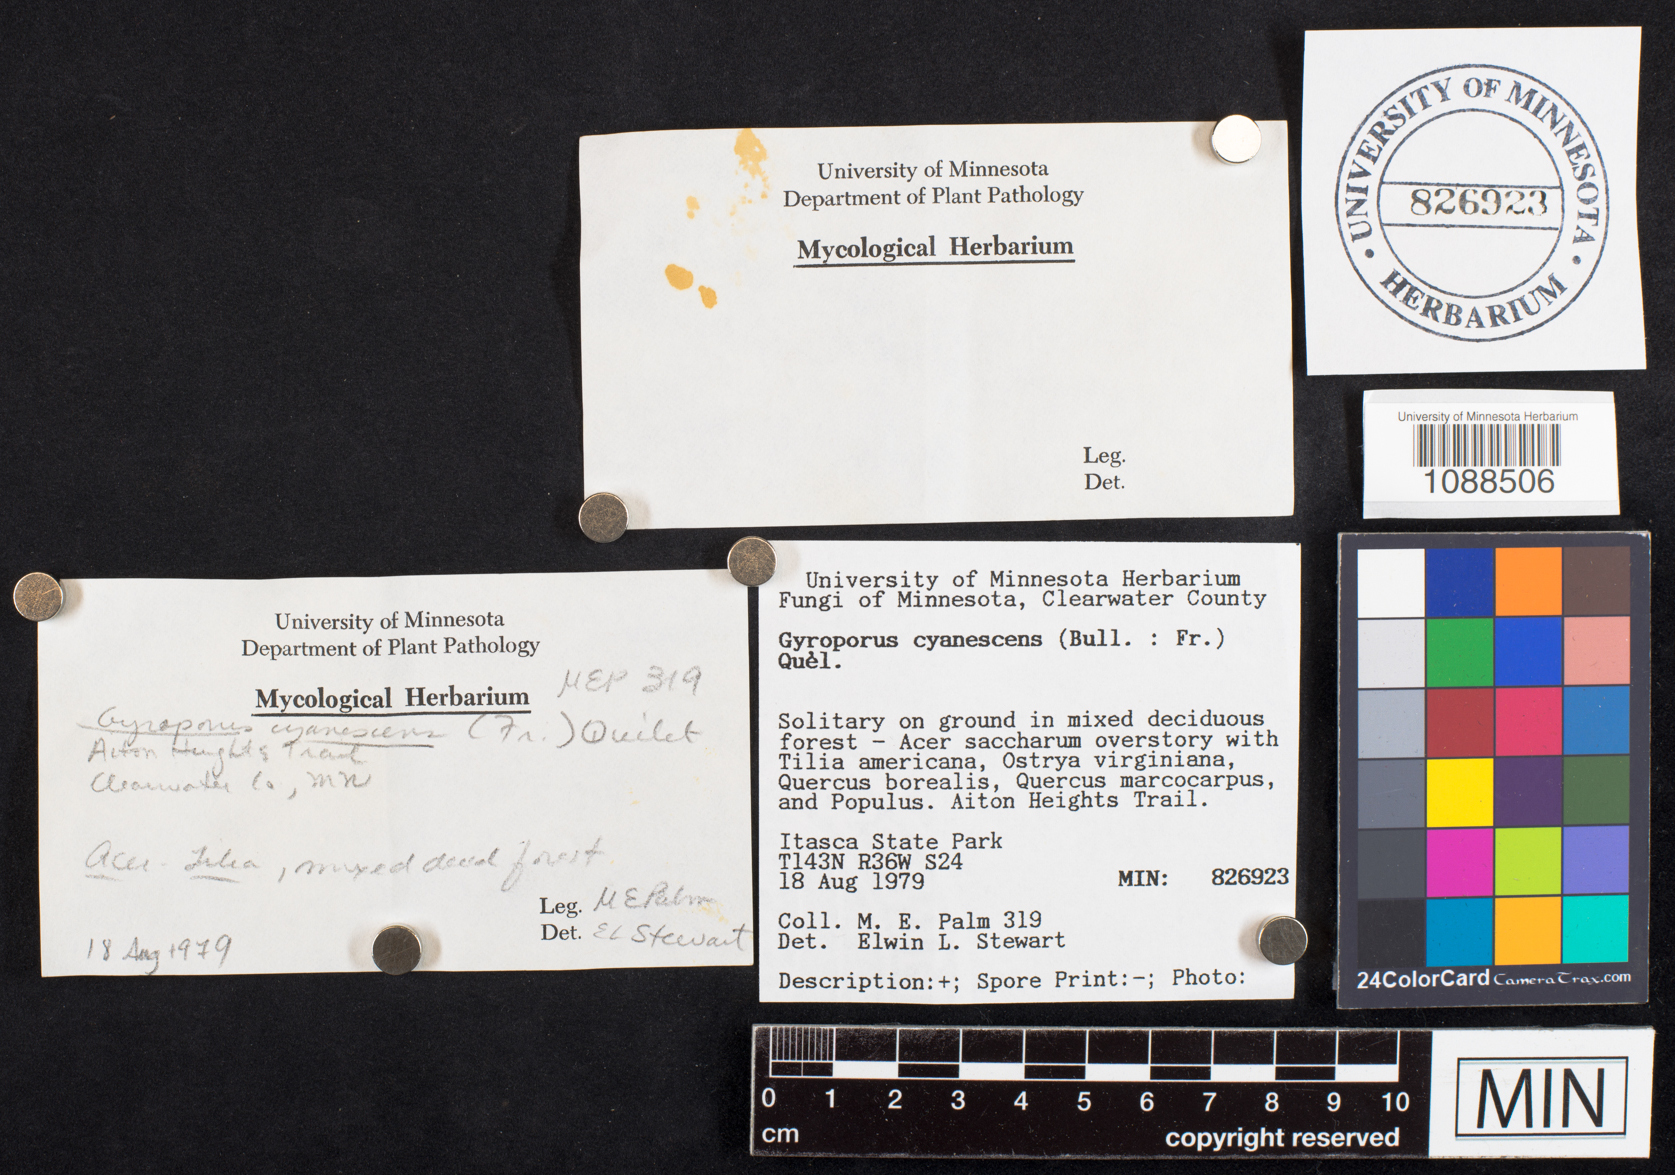 University of Minnesota
Department of Plant Pathology
Mycological Herbarium
Leg.
Det.
UNIVERSITY OF MINNESOTA
826923
HERBARIUM
University of Minnesota Herbarium
1088506
University of Minnesota
Department of Plant Pathology
Mycological Herbarium
MEP 319
Gyroporus cyanescens (Fr.) Quilet
Aiton Heights Trail
Clearwater Co, MN
Acer - Tilia, mixed decid forest
Leg. M E Palm
Det. EL Stewart
18 Aug 1979
University of Minnesota Herbarium
Fungi of Minnesota, Clearwater County
Gyroporus cyanescens (Bull. : Fr.)
Quèl.
Solitary on ground in mixed deciduous
forest - Acer saccharum overstory with
Tilia americana, Ostrya virginiana,
Quercus borealis, Quercus marcocarpus,
and Populus. Aiton Heights Trail.
Itasca State Park
T143N R36W S24
18 Aug 1979 MIN: 826923
Coll. M. E. Palm 319
Det. Elwin L. Stewart
Description:+; Spore Print:-; Photo:
24ColorCard CameraTrax.com
0 1 2 3 4 5 6 7 8 9 10
cm copyright reserved
MIN